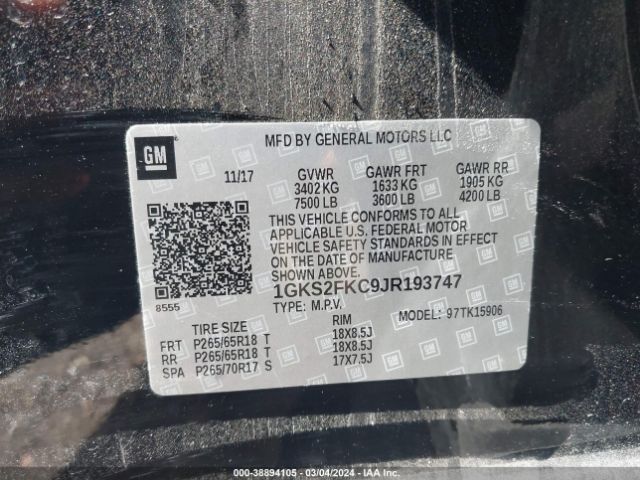 GM
MFD BY GENERAL MOTORS LLC
11/17 GVWR GAWR FRT GAWR RR
3402 KG 1633 KG 1905 KG
7500 LB 3600 LB 4200 LB
THIS VEHICLE CONFORMS TO ALL
APPLICABLE U.S. FEDERAL MOTOR
VEHICLE SAFETY STANDARDS IN EFFECT
ON THE DATE OF MANUFACTURE
SHOWN ABOVE.
1GKS2FKC9JR193747
8555
TYPE: M.P.V. MODEL: 97TK15906
TIRE SIZE RIM
FRT P265/65R18 T 18X8.5J
RR P265/65R18 T 18X8.5J
SPA P265/70R17 S 17X7.5J
000-38894105 - 03/04/2024 - IAAI.COM